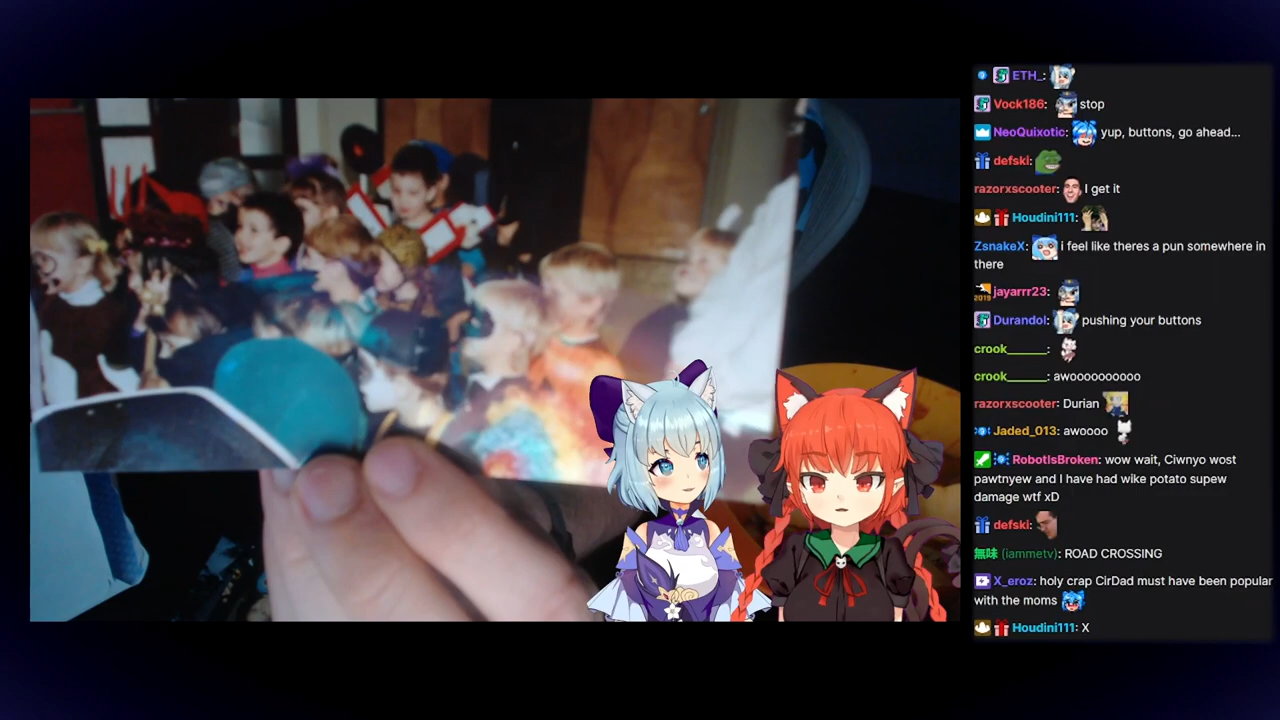 ETH_:
Vock186: stop
NeoQuixotic: yup, buttons, go ahead...
defski:
razorxscooter: , I get it
Houdini111:
ZsnakeX: i feel like theres a pun somewhere in
there
2019 jayarrr23:
Durandol: pushing your buttons
crook______:
crook______: awoooooooooo
razorxscooter: Durian
Jaded_013: awoooo
RobotIsBroken: wow wait, Ciwnyo wost
pawtnyew and I have had wike potato supew
damage wtf xD
defski:
無味 (iammetv): ROAD CROSSING
X_eroz: holy crap CirDad must have been popular
with the moms
Houdini111: X